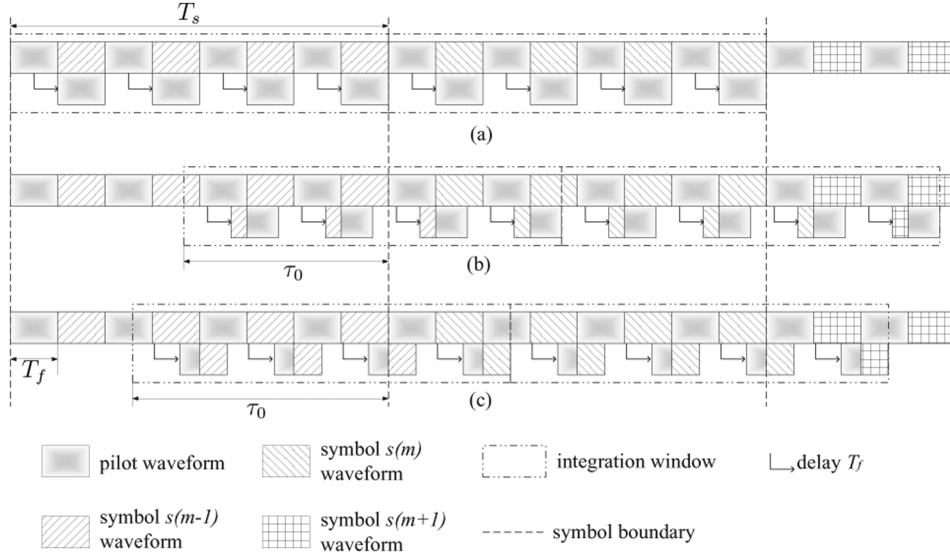 T_s
(a)
τ_0
(b)
T_f
τ_0
(c)
pilot waveform
symbol s(m) waveform
integration window
delay T_f
symbol s(m-1) waveform
symbol s(m+1) waveform
symbol boundary